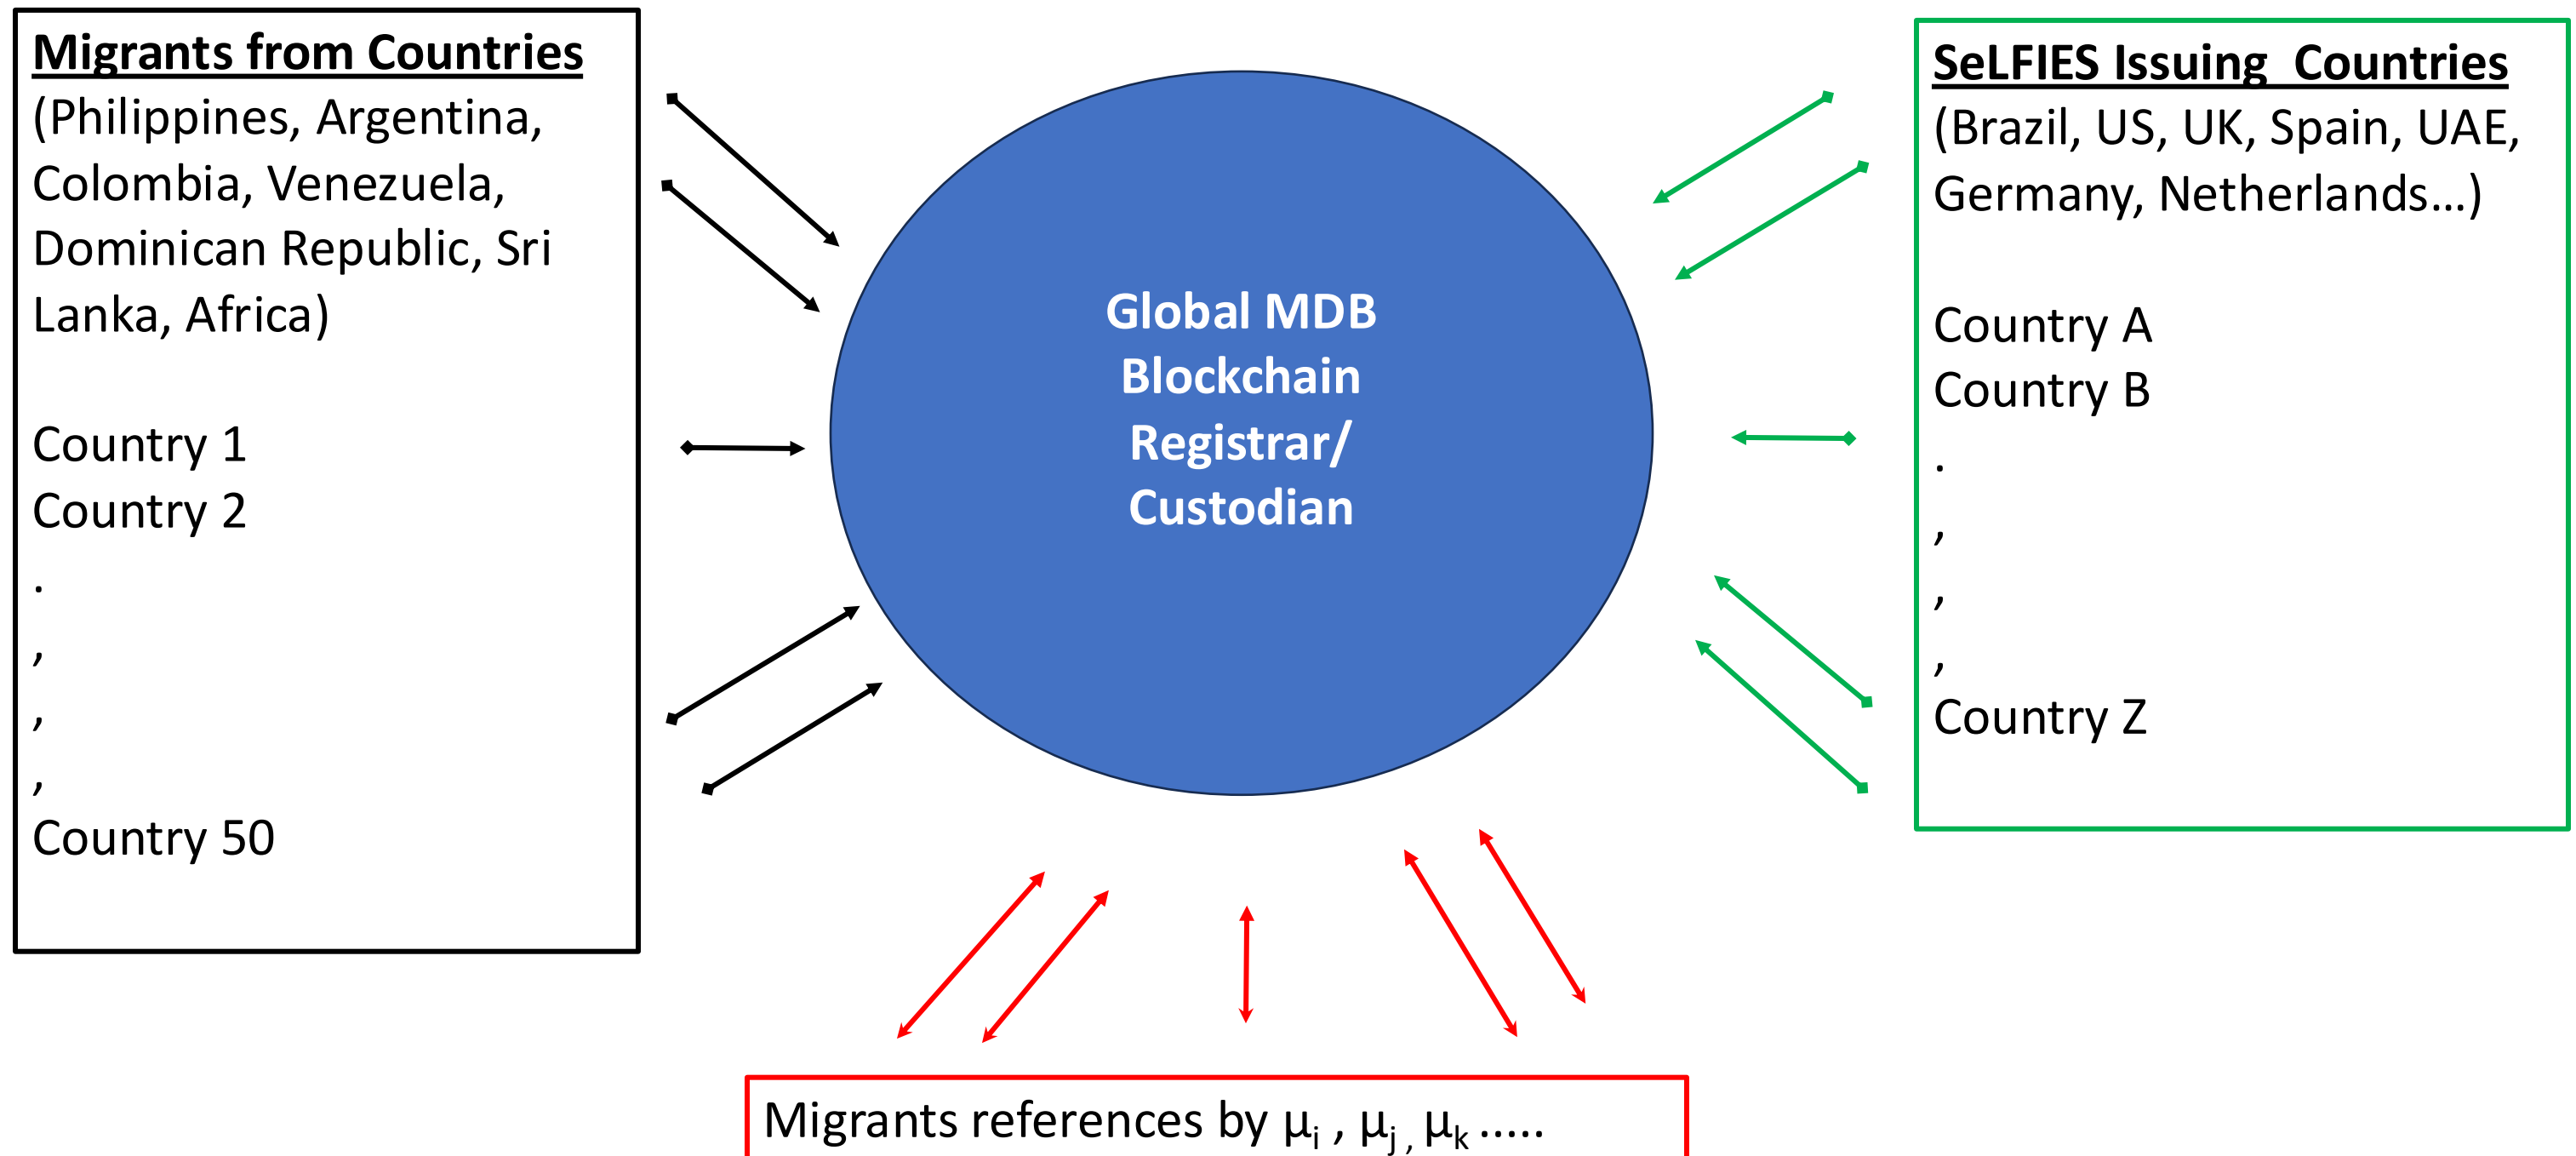 Migrants from Countries
(Philippines, Argentina,
Colombia, Venezuela,
Dominican Republic, Sri
Lanka, Africa)
Country 1
Country 2
.
,
,
,
Country 50
Global MDB
Blockchain
Registrar/
Custodian
SeLFIES Issuing  Countries
(Brazil, US, UK, Spain, UAE,
Germany, Netherlands...)
Country A
Country B
.
,
,
,
Country Z
Migrants references by μi , μj , μk .....